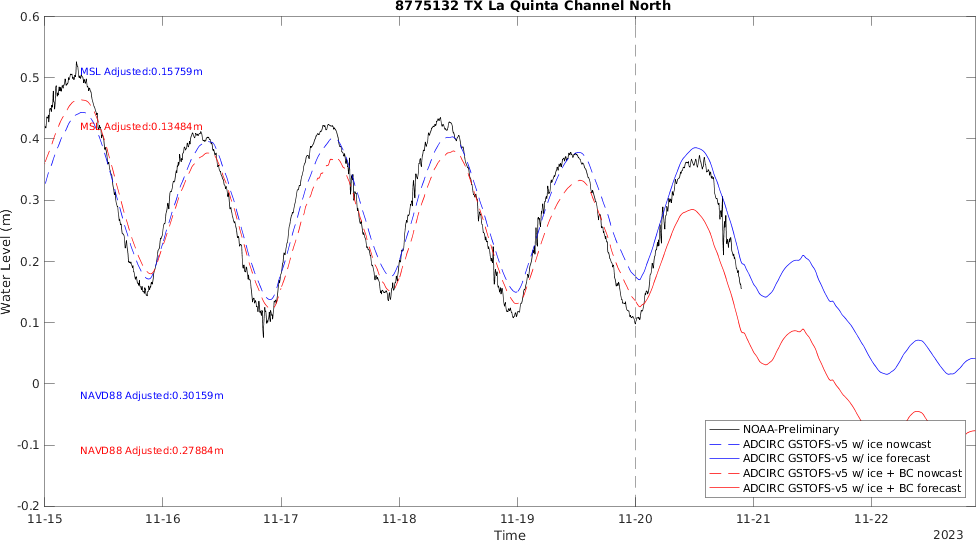 8775132 TX La Quinta Channel North
0.6
0.5
0.4
0.3
0.2
0.1
0
-0.1
-0.2
Water Level (m)
MSL Adjusted:0.15759m
MSL Adjusted:0.13484m
NAVD88 Adjusted:0.30159m
NAVD88 Adjusted:0.27884m
NOAA-Preliminary
ADCIRC GSTOFS-v5 w/ ice nowcast
ADCIRC GSTOFS-v5 w/ ice forecast
ADCIRC GSTOFS-v5 w/ ice + BC nowcast
ADCIRC GSTOFS-v5 w/ ice + BC forecast
11-15 11-16 11-17 11-18 11-19 11-20 11-21 11-22
Time
2023